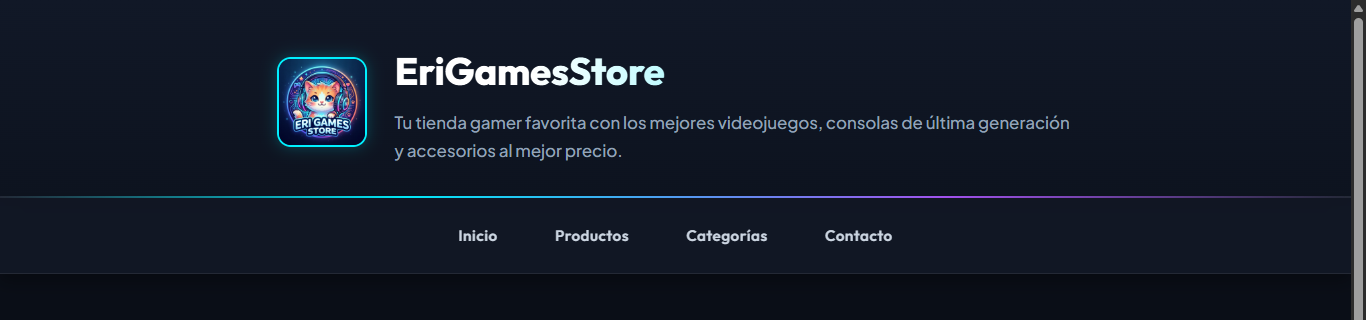 ERI GAMES
STORE
EriGamesStore
Tu tienda gamer favorita con los mejores videojuegos, consolas de última generación
y accesorios al mejor precio.
Inicio Productos Categorías Contacto